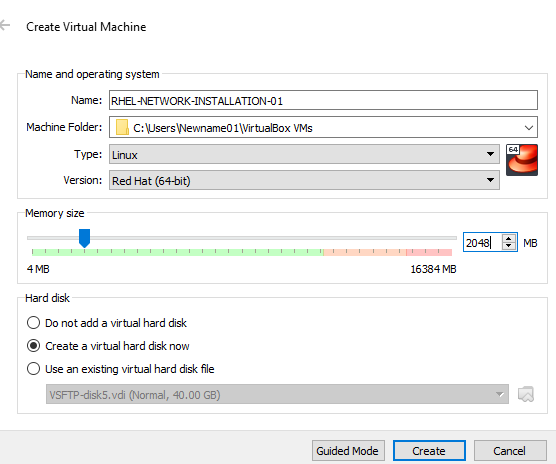 Create Virtual Machine
Name and operating system
Name: RHEL-NETWORK-INSTALLATION-01
Machine Folder: C:\Users\Newname01\VirtualBox VMs
Type: Linux
64
Version: Red Hat (64-bit)
Memory size
2048 MB
4 MB 16384 MB
Hard disk
Do not add a virtual hard disk
Create a virtual hard disk now
Use an existing virtual hard disk file
VSFTP-disk5.vdi (Normal, 40.00 GB)
Guided Mode Create Cancel